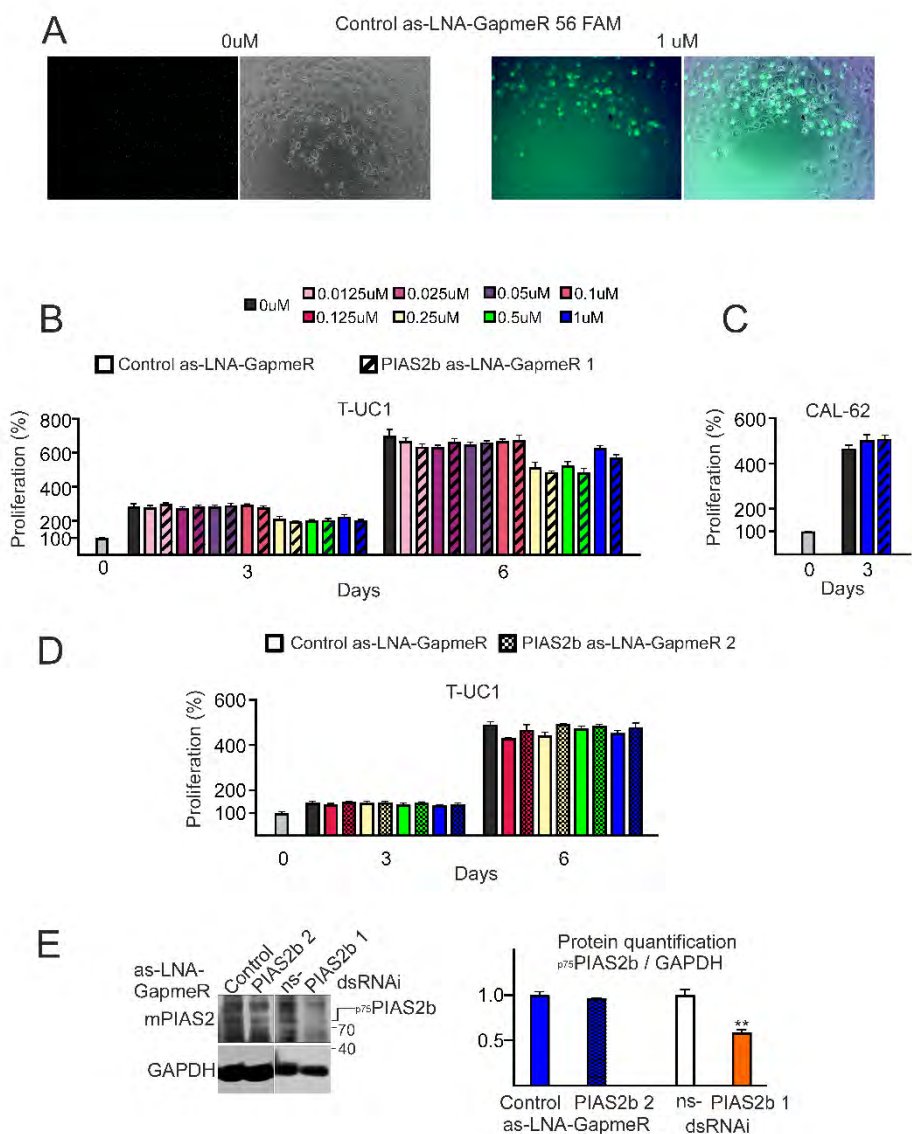 A
Control as-LNA-GapmeR 56 FAM
0uM
1 uM
0uM
0.0125uM
0.025uM
0.05uM
0.1uM
0.125uM
0.25uM
0.5uM
1uM
B
Control as-LNA-GapmeR
PIAS2b as-LNA-GapmeR 1
T-UC1
Proliferation (%)
800
600
400
200
100
0
3
6
Days
C
CAL-62
Proliferation (%)
600
400
100
0
3
Days
D
Control as-LNA-GapmeR
PIAS2b as-LNA-GapmeR 2
T-UC1
Proliferation (%)
600
400
200
100
0
3
6
Days
E
as-LNA-
GapmeR
Control
PIAS2b 2
ns-
PIAS2b 1
dsRNAi
mPIAS2
p75PIAS2b
70
40
GAPDH
Protein quantification
p75PIAS2b / GAPDH
1.0
0.5
**
Control
PIAS2b 2
ns-
PIAS2b 1
as-LNA-GapmeR
dsRNAi